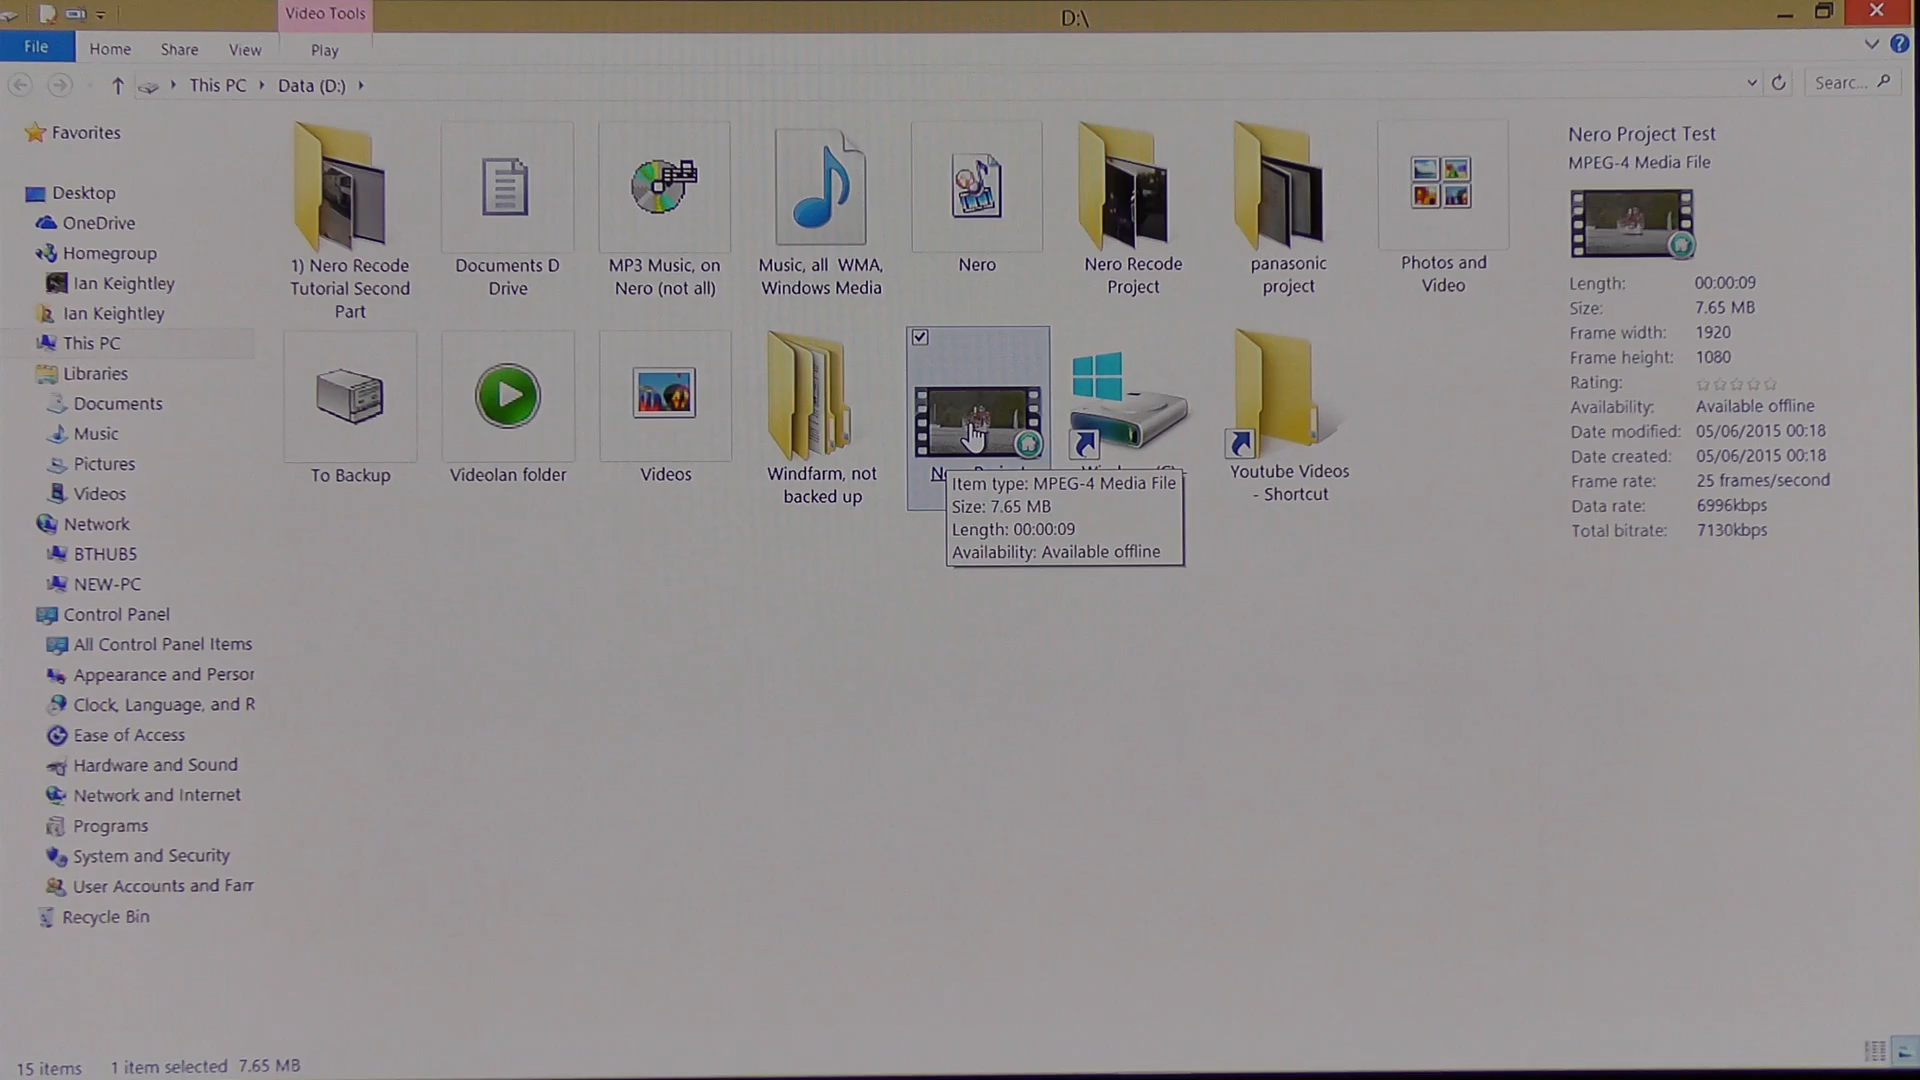 Video Tools
D:\
File
Home
Share
View
Play
This PC
Data (D:)
Searc...
Favorites
Desktop
OneDrive
Homegroup
Ian Keightley
Ian Keightley
This PC
Libraries
Documents
Music
Pictures
Videos
Network
BTHUB5
NEW-PC
Control Panel
All Control Panel Items
Appearance and Person
Clock, Language, and R
Ease of Access
Hardware and Sound
Network and Internet
Programs
System and Security
User Accounts and Fam
Recycle Bin
1) Nero Recode
Tutorial Second
Part
Documents D
Drive
MP3 Music, on
Nero (not all)
Music, all WMA,
Windows Media
Nero
Nero Recode
Project
panasonic
project
Photos and
Video
To Backup
Videolan folder
Videos
Windfarm, not
backed up
Youtube Videos
- Shortcut
Item type: MPEG-4 Media File
Size: 7.65 MB
Length: 00:00:09
Availability: Available offline
Nero Project Test
MPEG-4 Media File
Length: 00:00:09
Size: 7.65 MB
Frame width: 1920
Frame height: 1080
Rating:
Availability: Available offline
Date modified: 05/06/2015 00:18
Date created: 05/06/2015 00:18
Frame rate: 25 frames/second
Data rate: 6996kbps
Total bitrate: 7130kbps
15 items 1 item selected 7.65 MB